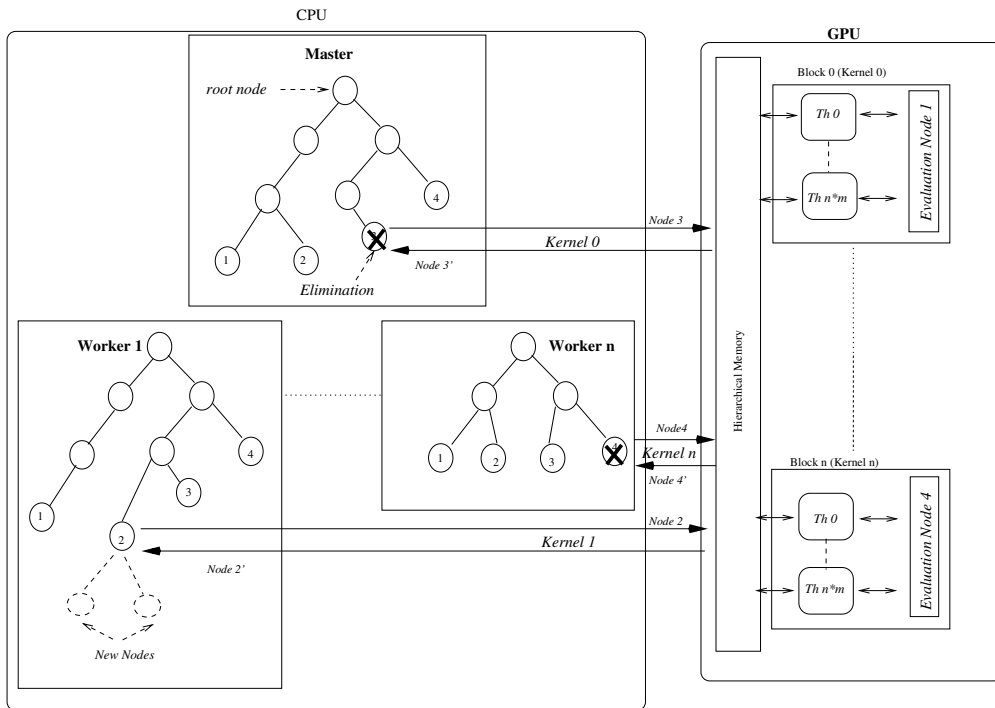 CPU
GPU
Master
root node
4
1
2
Elimination
Node 3
Kernel 0
Node 3'
Worker 1
4
3
1
2
New Nodes
Worker n
1
2
3
4
Node4
Kernel n
Node 4'
Node 2
Kernel 1
Node 2'
Hierarchical Memory
Block 0 (Kernel 0)
Th 0
Th n*m
Evaluation Node 1
Block n (Kernel n)
Th 0
Th n*m
Evaluation Node 4